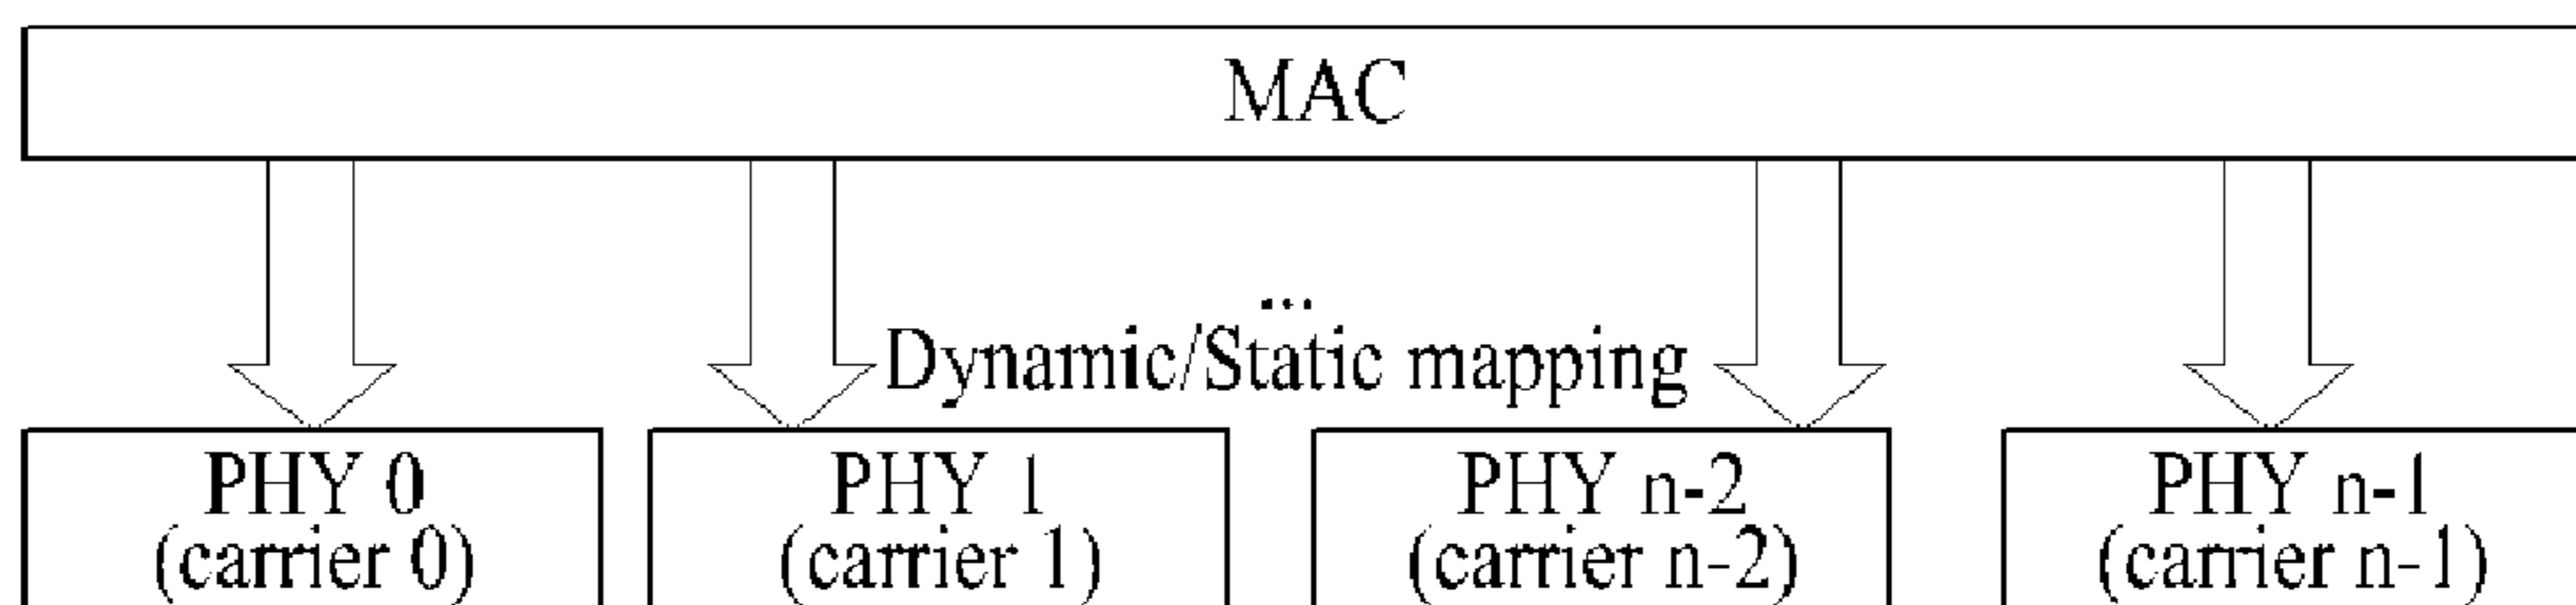 MAC
...
Dynamic/Static mapping
PHY 0
(carrier 0)
PHY 1
(carrier 1)
PHY n-2
(carrier n-2)
PHY n-1
(carrier n-1)